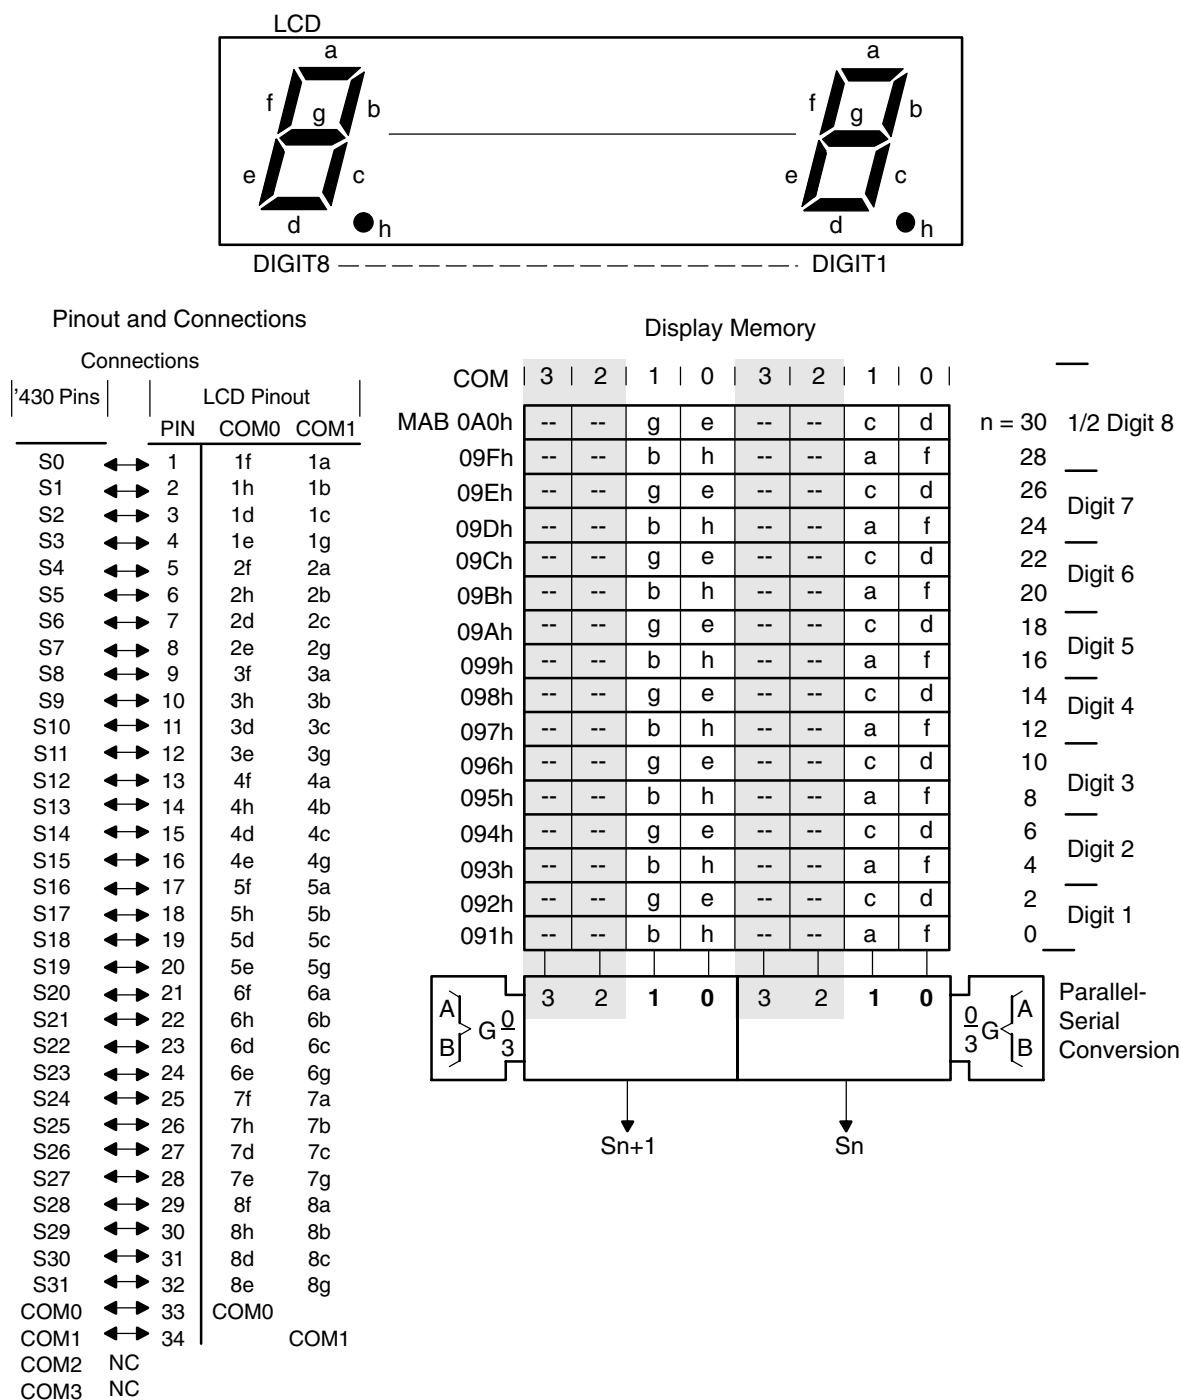 LCD
a
f g b
e c
d h
a
f g b
e c
d h
DIGIT8 DIGIT1
Pinout and Connections
Connections
'430 Pins LCD Pinout
PIN COM0 COM1
S0 1 1f 1a
S1 2 1h 1b
S2 3 1d 1c
S3 4 1e 1g
S4 5 2f 2a
S5 6 2h 2b
S6 7 2d 2c
S7 8 2e 2g
S8 9 3f 3a
S9 10 3h 3b
S10 11 3d 3c
S11 12 3e 3g
S12 13 4f 4a
S13 14 4h 4b
S14 15 4d 4c
S15 16 4e 4g
S16 17 5f 5a
S17 18 5h 5b
S18 19 5d 5c
S19 20 5e 5g
S20 21 6f 6a
S21 22 6h 6b
S22 23 6d 6c
S23 24 6e 6g
S24 25 7f 7a
S25 26 7h 7b
S26 27 7d 7c
S27 28 7e 7g
S28 29 8f 8a
S29 30 8h 8b
S30 31 8d 8c
S31 32 8e 8g
COM0 33 COM0
COM1 34 COM1
COM2 NC
COM3 NC
Display Memory
COM 3 2 1 0 3 2 1 0
MAB 0A0h -- -- g e -- -- c d n = 30 1/2 Digit 8
09Fh -- -- b h -- -- a f 28
09Eh -- -- g e -- -- c d 26
Digit 7
09Dh -- -- b h -- -- a f 24
09Ch -- -- g e -- -- c d 22
Digit 6
09Bh -- -- b h -- -- a f 20
09Ah -- -- g e -- -- c d 18
Digit 5
099h -- -- b h -- -- a f 16
098h -- -- g e -- -- c d 14
Digit 4
097h -- -- b h -- -- a f 12
096h -- -- g e -- -- c d 10
Digit 3
095h -- -- b h -- -- a f 8
094h -- -- g e -- -- c d 6
Digit 2
093h -- -- b h -- -- a f 4
092h -- -- g e -- -- c d 2
Digit 1
091h -- -- b h -- -- a f 0
A
B
G 0
3
3 2 1 0 3 2 1 0
0
3
G
A
B
Parallel-
Serial
Conversion
Sn+1 Sn